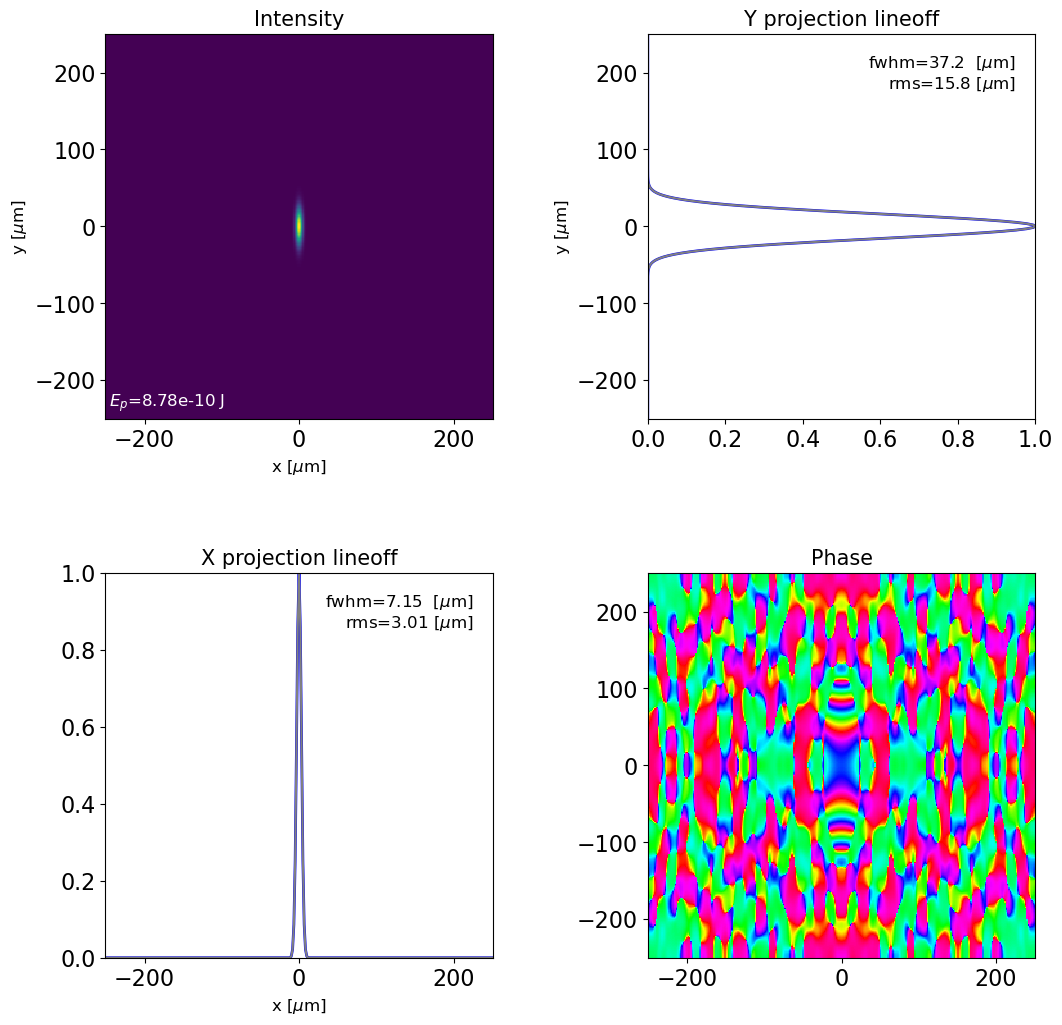 Intensity
200
100
0
−100
−200
y [μm]
E_p=8.78e-10 J
−200 0 200
x [μm]
Y projection lineoff
fwhm=37.2 [μm]
rms=15.8 [μm]
200
100
0
−100
−200
y [μm]
0.0 0.2 0.4 0.6 0.8 1.0
X projection lineoff
fwhm=7.15 [μm]
rms=3.01 [μm]
1.0
0.8
0.6
0.4
0.2
0.0
−200 0 200
x [μm]
Phase
200
100
0
−100
−200
−200 0 200